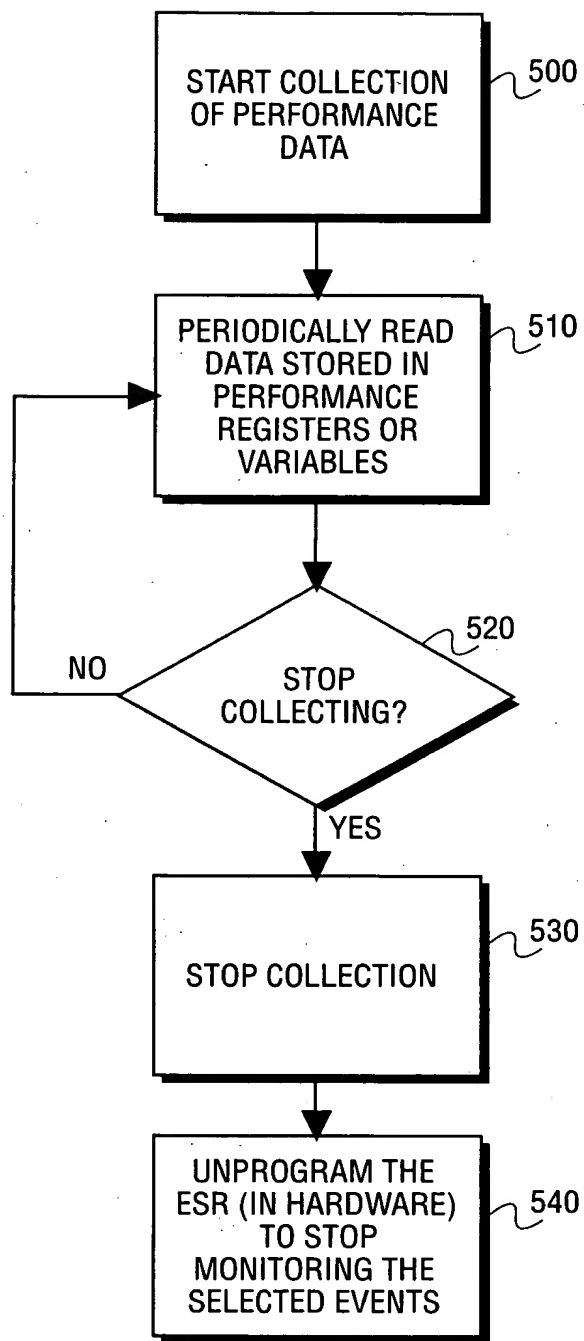 START COLLECTION
OF PERFORMANCE
DATA
500
PERIODICALLY READ
DATA STORED IN
PERFORMANCE
REGISTERS OR
VARIABLES
510
520
NO
STOP
COLLECTING?
YES
STOP COLLECTION
530
UNPROGRAM THE
ESR (IN HARDWARE)
TO STOP
MONITORING THE
SELECTED EVENTS
540